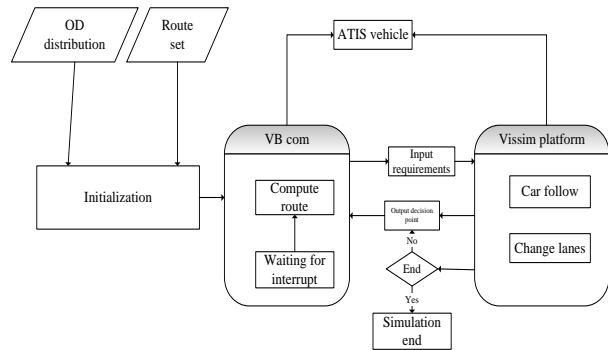 OD
distribution
Route
set
ATIS vehicle
VB com
Vissim platform
Input
requirements
Initialization
Compute
route
Car follow
Output decision
point
No
Waiting for
interrupt
End
Change lanes
Yes
Simulation
end